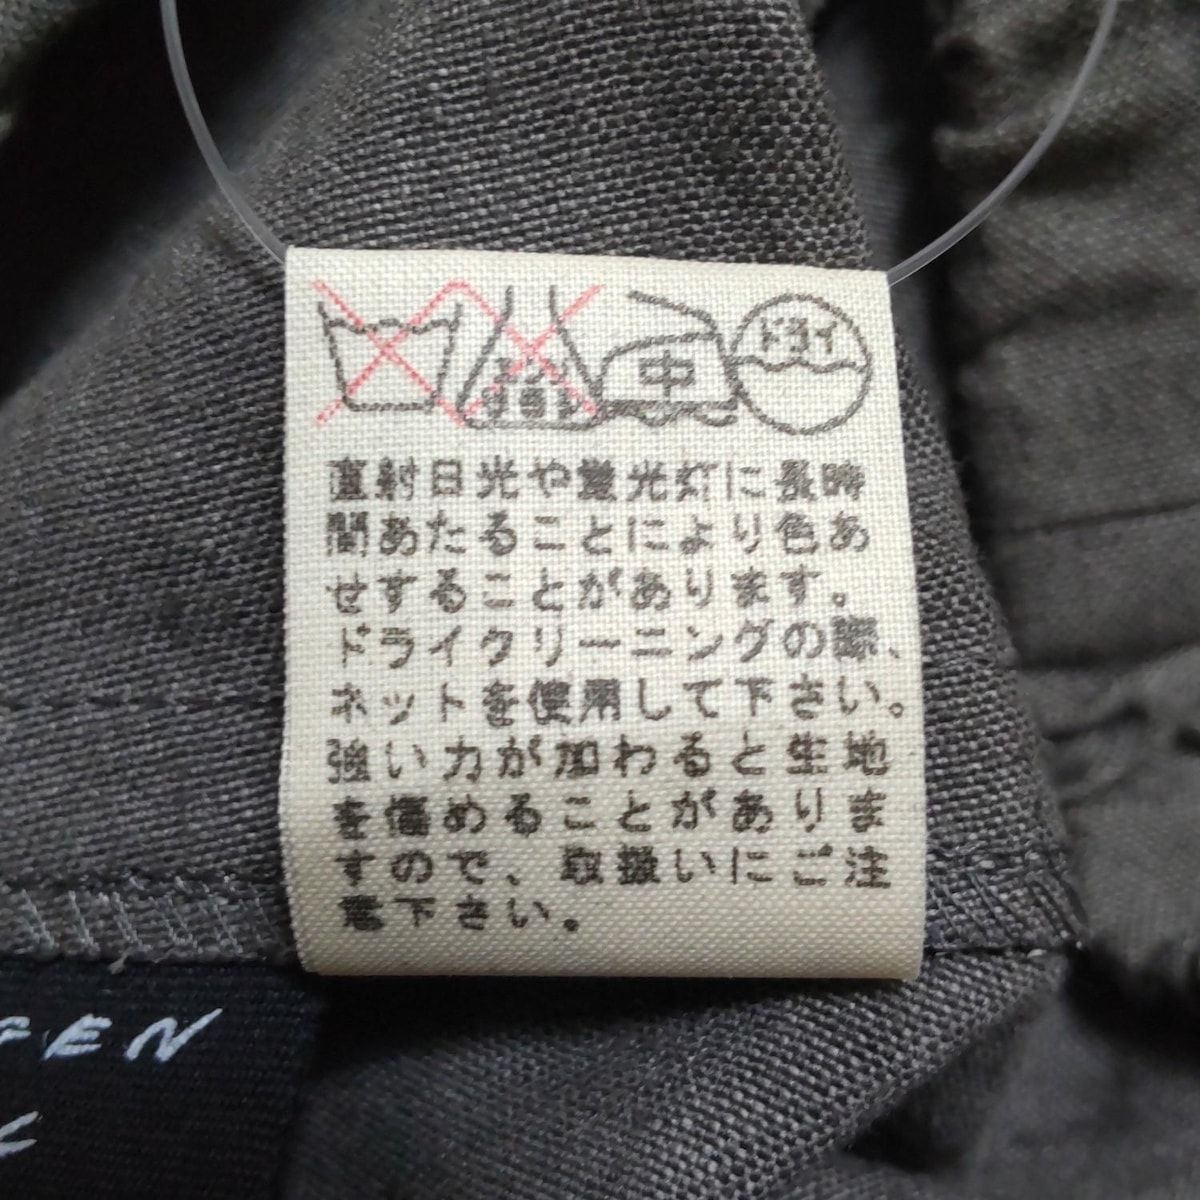 中 ドライ
直射日光や蛍光灯に長時
間あたることにより色あ
せすることがあります。
ドライクリーニングの際、
ネットを使用して下さい。
強い力が加わると生地
を傷めることがありま
すので、取扱いにご注
意下さい。
GEN